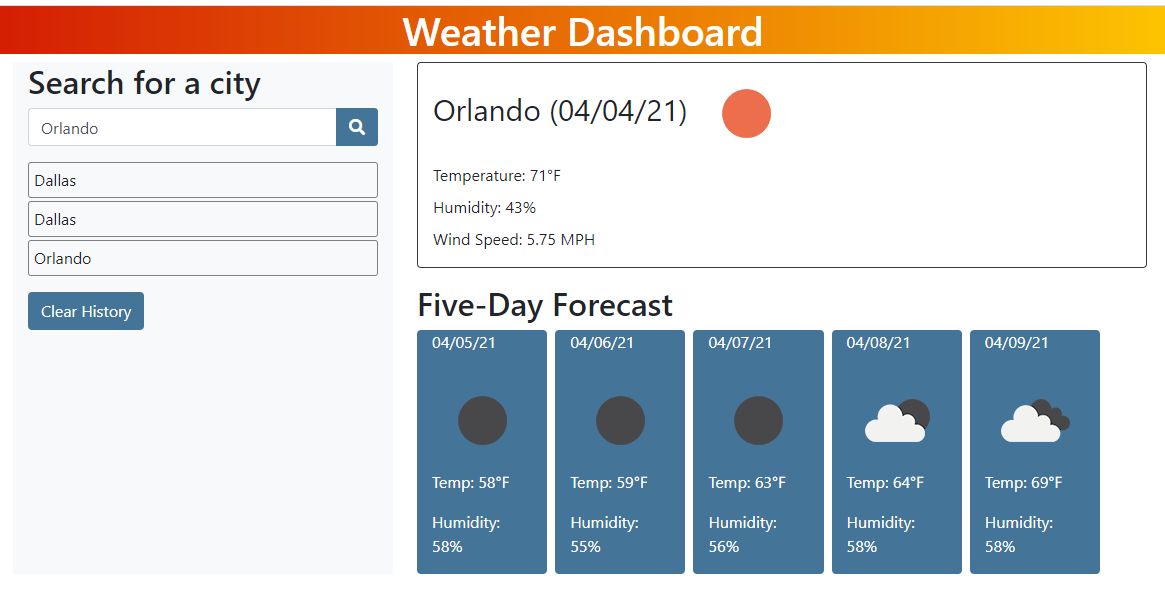 Weather Dashboard
Search for a city
Orlando
Dallas
Dallas
Orlando
Clear History
Orlando (04/04/21)
Temperature: 71°F
Humidity: 43%
Wind Speed: 5.75 MPH
Five-Day Forecast
04/05/21
Temp: 58°F
Humidity:
58%
04/06/21
Temp: 59°F
Humidity:
55%
04/07/21
Temp: 63°F
Humidity:
56%
04/08/21
Temp: 64°F
Humidity:
58%
04/09/21
Temp: 69°F
Humidity:
58%